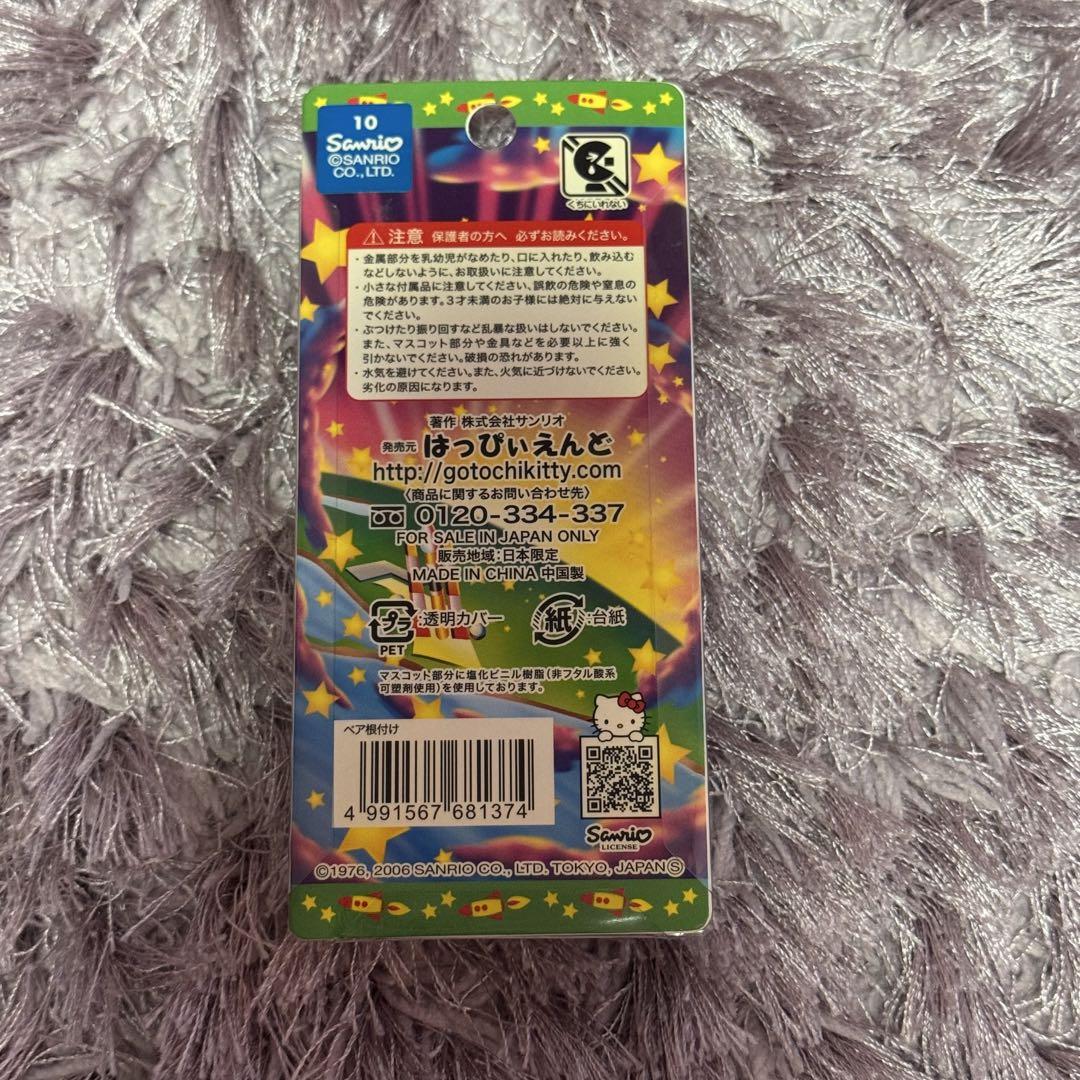 10
Sanrio
©SANRIO
CO.,LTD.
くちにいれない
注意 保護者の方へ 必ずお読みください。
・金属部分を乳幼児がなめたり、口に入れたり、飲み込む
などしないように、お取扱いに注意してください。
・小さな付属品に注意してください、誤飲の危険や窒息の
危険があります。3才未満のお子様には絶対に与えない
でください。
・ぶつけたり振り回すなど乱暴な扱いはしないでください。
また、マスコット部分や金具などを必要以上に強く
引かないでください。破損の恐れがあります。
・水気を避けてください。また、火気に近づけないでください。
劣化の原因になります。
著作 株式会社サンリオ
発売元 はっぴぃえんど
http://gotochikitty.com
〈商品に関するお問い合わせ先〉
0120-334-337
FOR SALE IN JAPAN ONLY
販売地域:日本限定
MADE IN CHINA 中国製
プラ:透明カバー 紙:台紙
PET
マスコット部分に塩化ビニル樹脂(非フタル酸系
可塑剤使用)を使用しております。
ペア根付け
4 991567 681374
Sanrio
LICENSE
©1976, 2006 SANRIO CO., LTD. TOKYO, JAPAN Ⓢ